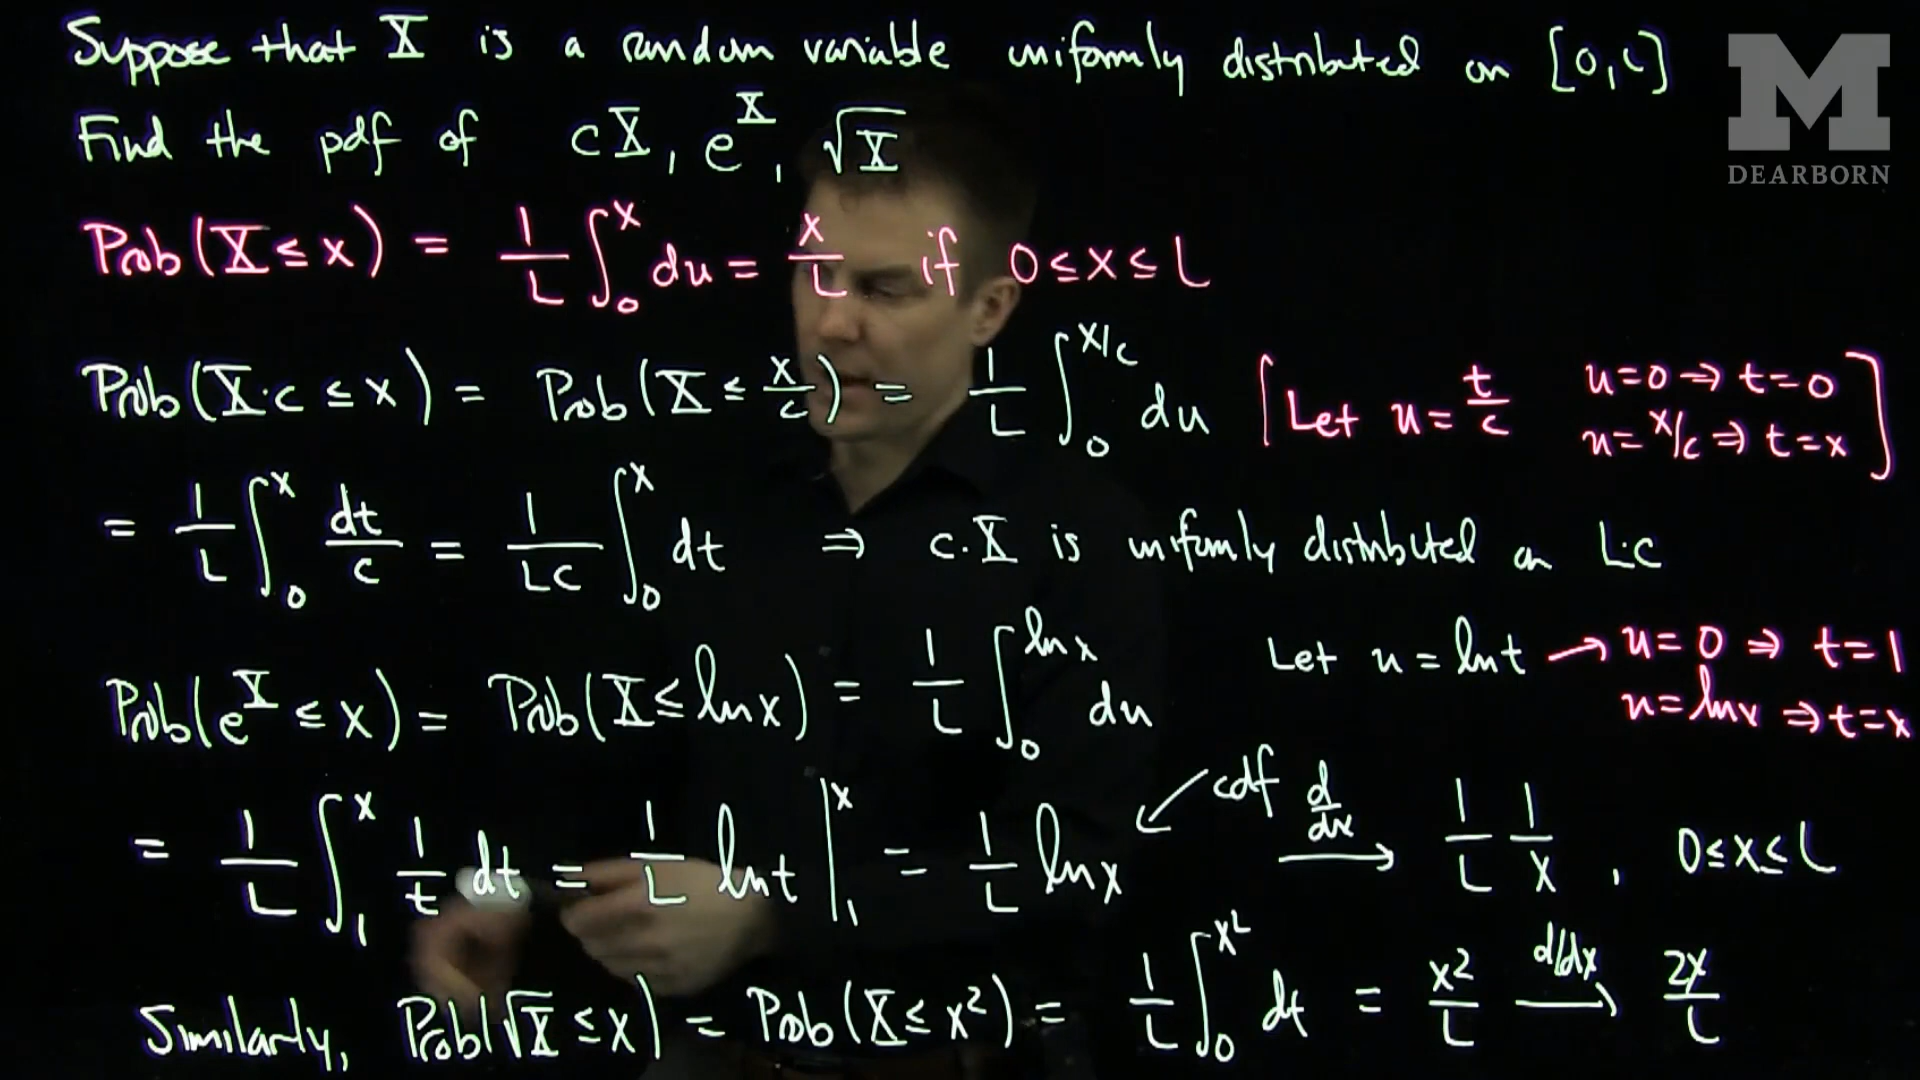 Suppose that X is a random variable uniformly distributed on [0,L]
Find the pdf of cX, e^X, √X
M
DEARBORN
Prob(X ≤ x) = 1/L ∫_0^x du = x/L if 0 ≤ x ≤ L
Prob(X·c ≤ x) = Prob(X ≤ x/c) = 1/L ∫_0^{x/c} du [Let u = t/c u=0 ⇒ t=0
u=x/c ⇒ t=x]
= 1/L ∫_0^x dt/c = 1/LC ∫_0^x dt ⇒ c.X is uniformly distributed on L·C
Prob(e^X ≤ x) = Prob(X ≤ ln x) = 1/L ∫_0^{ln x} du Let u = ln t → u=0 ⇒ t=1
u=ln x ⇒ t=x
= 1/L ∫_1^x 1/t dt = 1/L ln t |_1^x = 1/L ln x ↙ cdf d/dx → 1/L 1/x , 0≤x≤L
Similarly, Prob(√X ≤ x) = Prob(X ≤ x²) = 1/L ∫_0^{x²} dt = x²/L d/dx → 2x/L